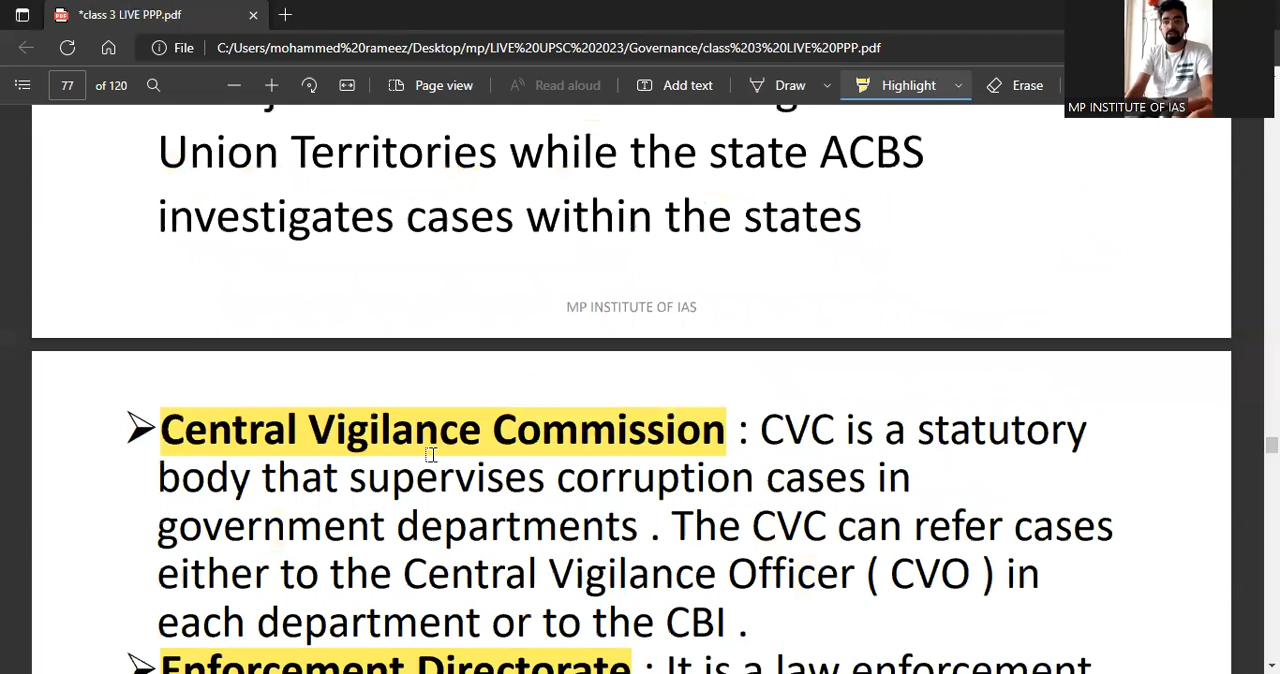 *class 3 LIVE PPP.pdf
File
C:/Users/mohammed%20rameez/Desktop/mp/LIVE%20UPSC%202023/Governance/class%203%20LIVE%20PPP.pdf
77 of 120
Page view
Read aloud
Add text
Draw
Highlight
Erase
MP INSTITUTE OF IAS
Union Territories while the state ACBS
investigates cases within the states
MP INSTITUTE OF IAS
Central Vigilance Commission : CVC is a statutory
body that supervises corruption cases in
government departments . The CVC can refer cases
either to the Central Vigilance Officer ( CVO ) in
each department or to the CBI .
Enforcement Directorate : It is a law enforcement